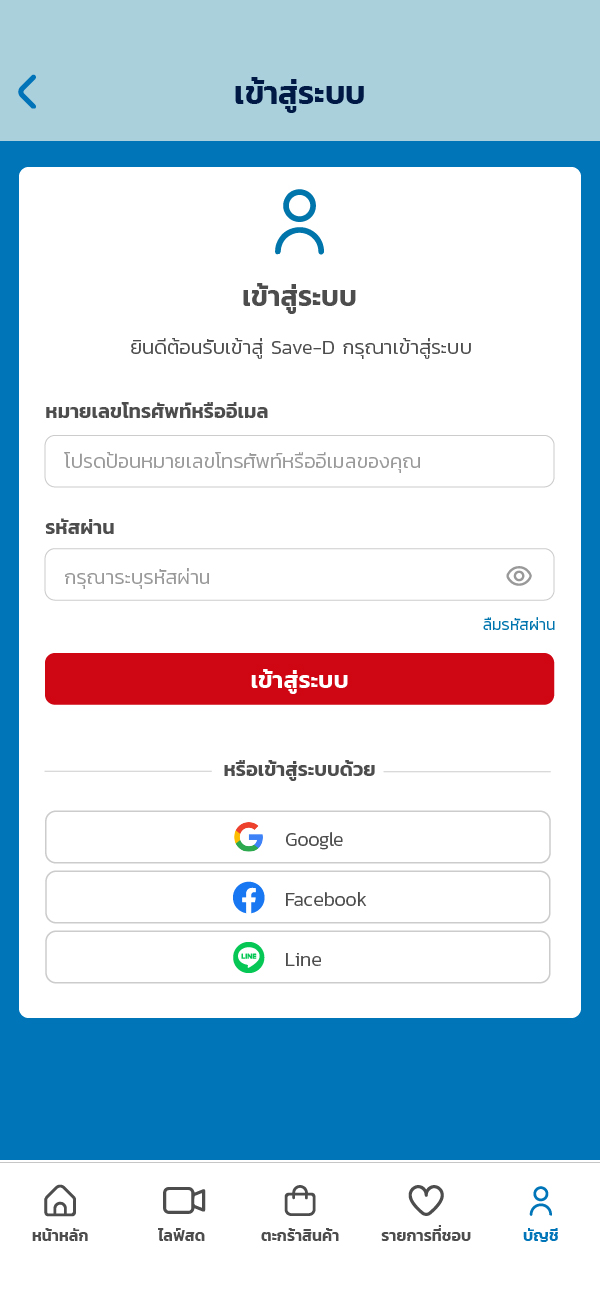 เข้าสู่ระบบ
เข้าสู่ระบบ
ยินดีต้อนรับเข้าสู่ Save-D กรุณาเข้าสู่ระบบ
หมายเลขโทรศัพท์หรืออีเมล
โปรดป้อนหมายเลขโทรศัพท์หรืออีเมลของคุณ
รหัสผ่าน
กรุณาระบุรหัสผ่าน
ลืมรหัสผ่าน
เข้าสู่ระบบ
หรือเข้าสู่ระบบด้วย
Google
Facebook
LINE Line
หน้าหลัก ไลฟ์สด ตะกร้าสินค้า รายการที่ชอบ บัญชี